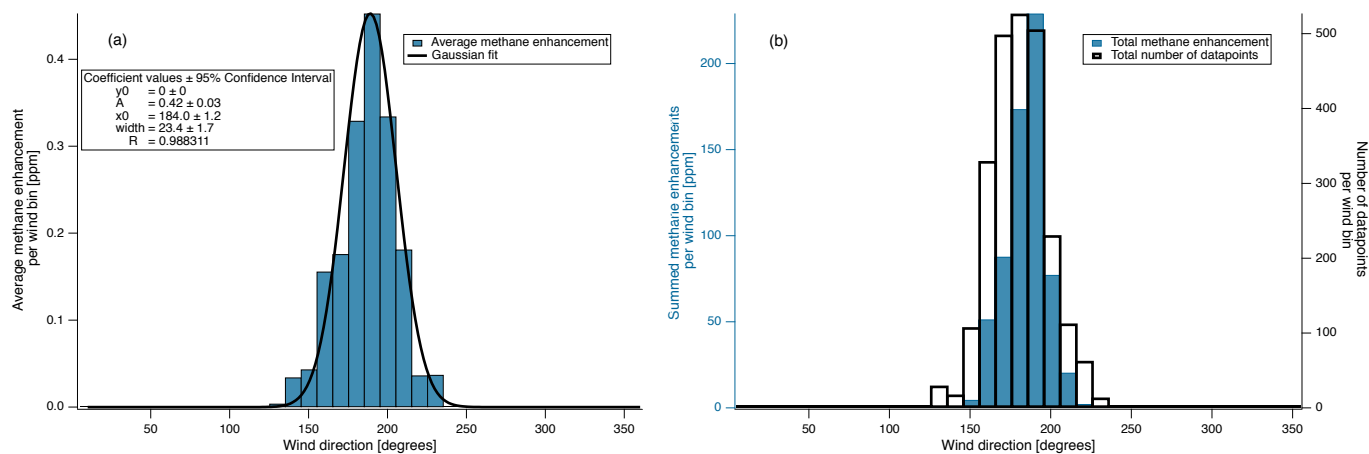 (a)
Average methane enhancement
Gaussian fit
Coefficient values ± 95% Confidence Interval
y0 = 0 ± 0
A = 0.42 ± 0.03
x0 = 184.0 ± 1.2
width = 23.4 ± 1.7
R = 0.988311
Average methane enhancement
per wind bin [ppm]
0.4
0.3
0.2
0.1
0.0
50 100 150 200 250 300 350
Wind direction [degrees]
(b)
Total methane enhancement
Total number of datapoints
Summed methane enhancements
per wind bin [ppm]
200
150
100
50
0
500
400
300
200
100
0
Number of datapoints
per wind bin
50 100 150 200 250 300 350
Wind direction [degrees]